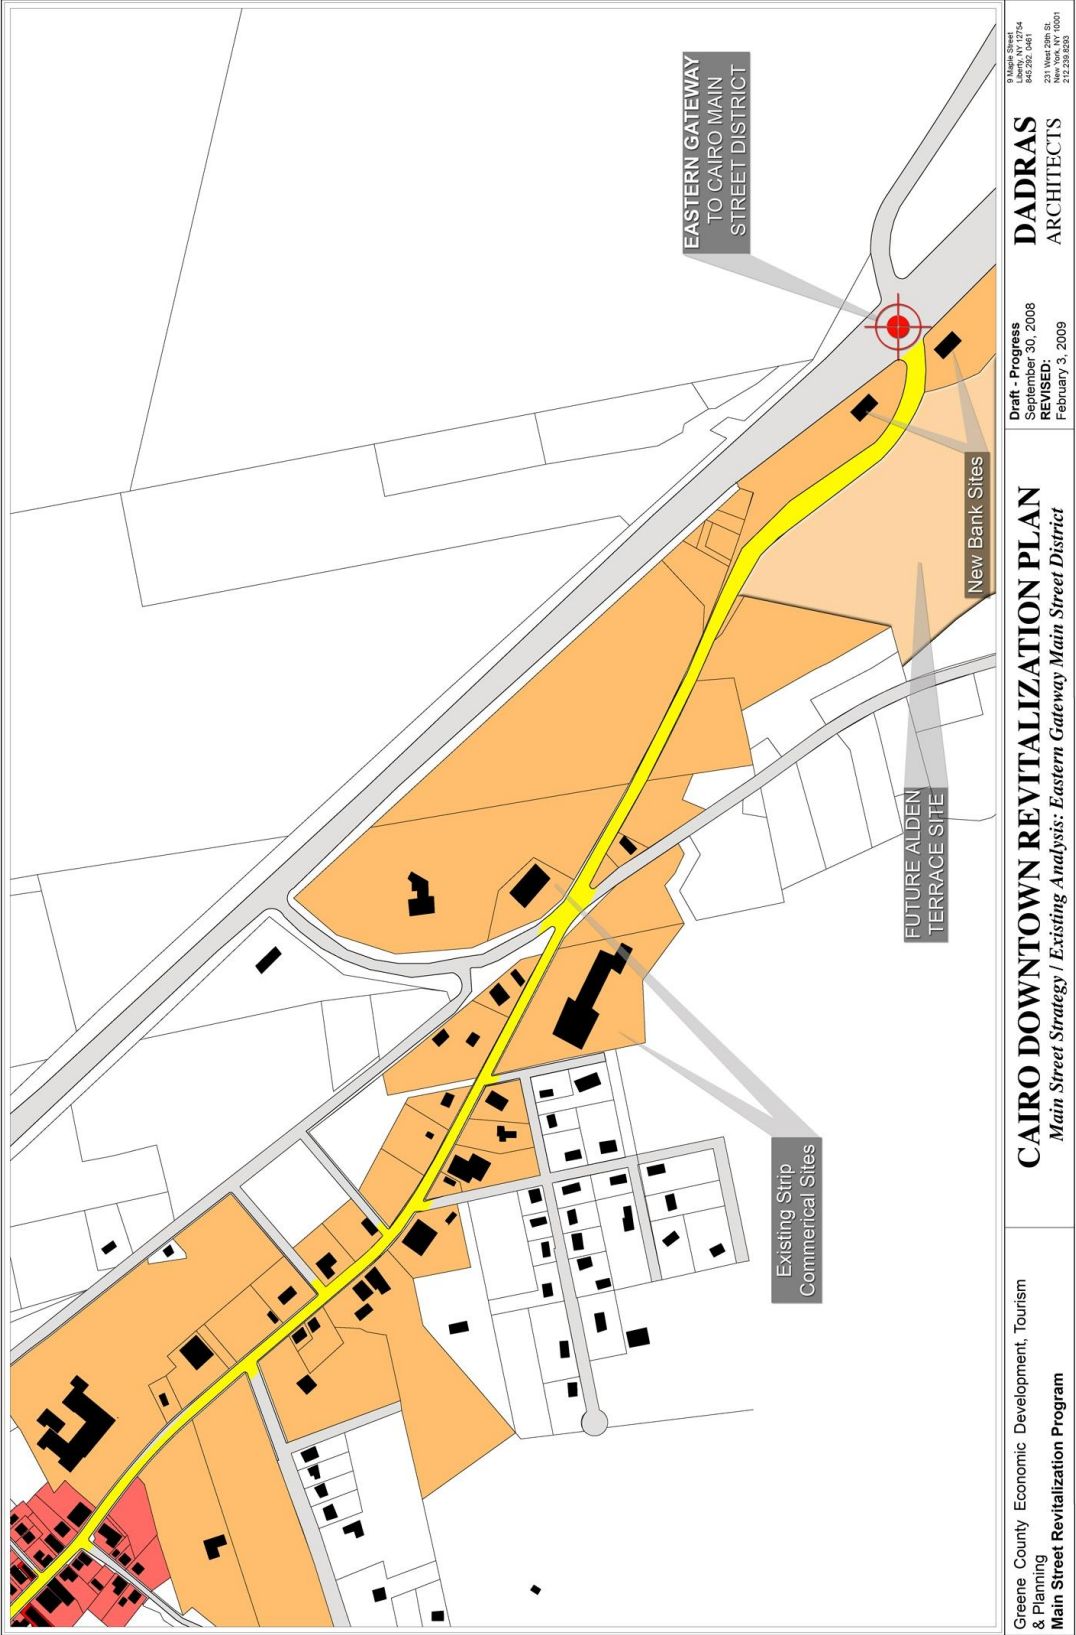 EASTERN GATEWAY
TO CAIRO MAIN
STREET DISTRICT
New Bank Sites
FUTURE ALDEN
TERRACE SITE
Existing Strip
Commerical Sites
Greene County Economic Development, Tourism
& Planning
Main Street Revitalization Program
CAIRO DOWNTOWN REVITALIZATION PLAN
Main Street Strategy / Existing Analysis: Eastern Gateway Main Street District
Draft - Progress
September 30, 2008
REVISED:
February 3, 2009
DADRAS
ARCHITECTS
9 Maple Street
Liberty, NY 12754
845.292. 0461
231 West 29th St.
New York, NY 10001
212.239.8293